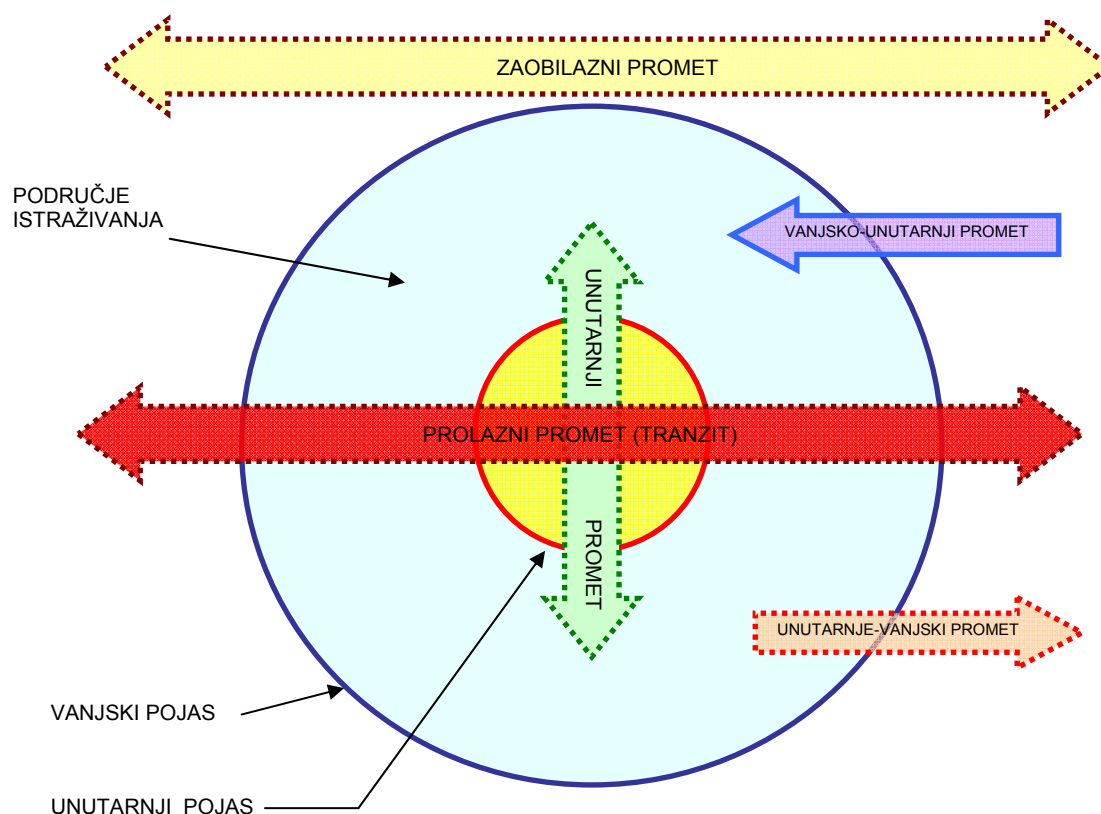 ZAOBILAZNI PROMET
PODRUČJE
ISTRAŽIVANJA
VANJSKO-UNUTARNJI PROMET
UNUTARNJI
PROLAZNI PROMET (TRANZIT)
PROMET
UNUTARNJE-VANJSKI PROMET
VANJSKI POJAS
UNUTARNJI POJAS